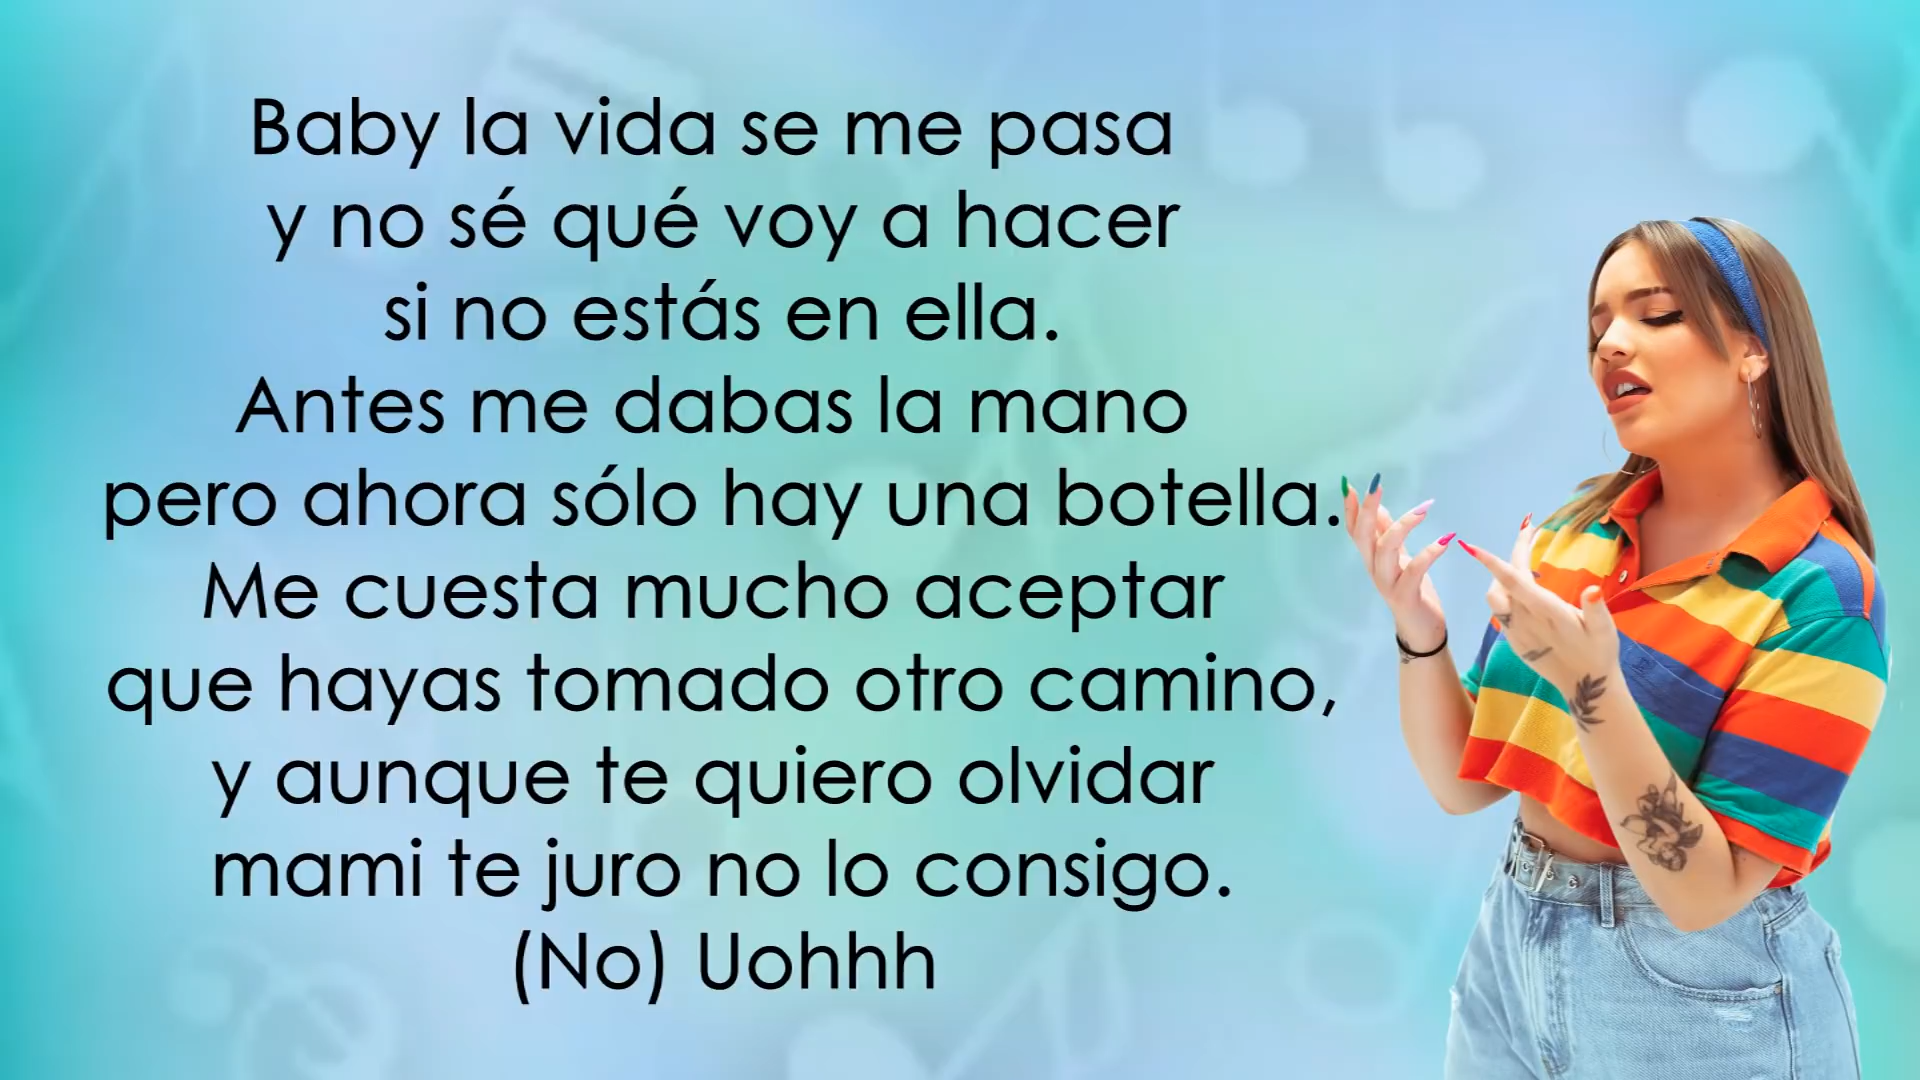 Baby la vida se me pasa
y no sé qué voy a hacer
si no estás en ella.
Antes me dabas la mano
pero ahora sólo hay una botella.
Me cuesta mucho aceptar
que hayas tomado otro camino,
y aunque te quiero olvidar
mami te juro no lo consigo.
(No) Uohhh